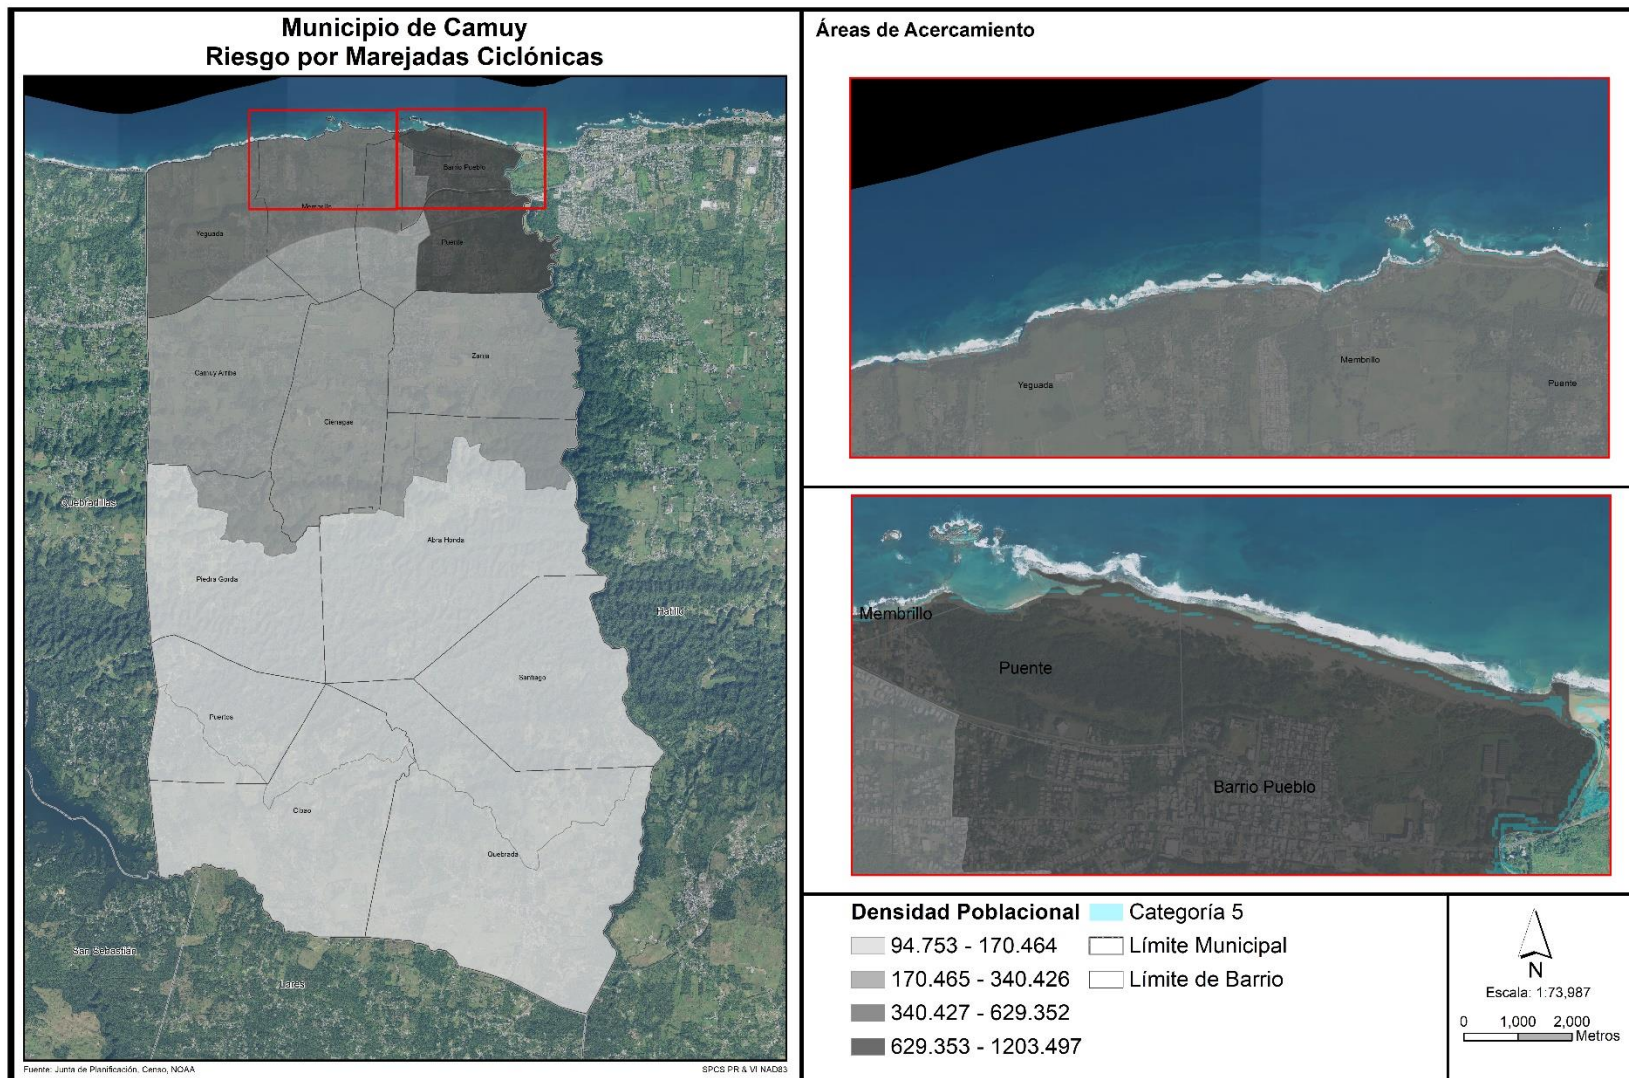 Municipio de Camuy
Riesgo por Marejadas Ciclónicas
Barrio Pueblo
Membrillo
Yeguada
Puente
Zanja
Camuy Arriba
Cienagas
Quebradillas
Abra Honda
Piedra Gorda
Hatillo
Santiago
Puertos
Cibao
Quebrada
San Sebastián
Lares
Fuente: Junta de Planificación, Censo, NOAA
SPCS PR & VI NAD83
Áreas de Acercamiento
Membrillo
Yeguada
Puente
Membrillo
Puente
Barrio Pueblo
Densidad Poblacional
94.753 - 170.464
170.465 - 340.426
340.427 - 629.352
629.353 - 1203.497
Categoría 5
Límite Municipal
Límite de Barrio
N
Escala: 1:73,987
0 1,000 2,000
Metros